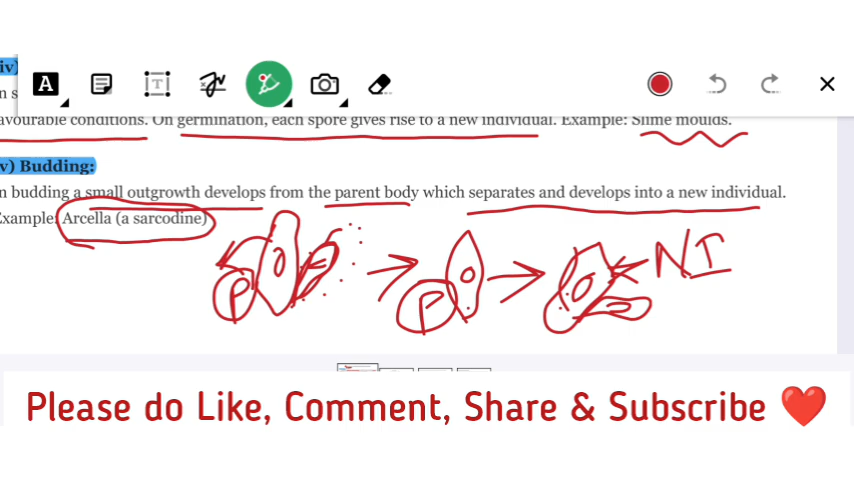 iv)
n s
avourable conditions. On germination, each spore gives rise to a new individual. Example: Slime moulds.
v) Budding:
n budding a small outgrowth develops from the parent body which separates and develops into a new individual.
Example: Arcella (a sarcodine)
P
P
NI
Please do Like, Comment, Share & Subscribe ❤️